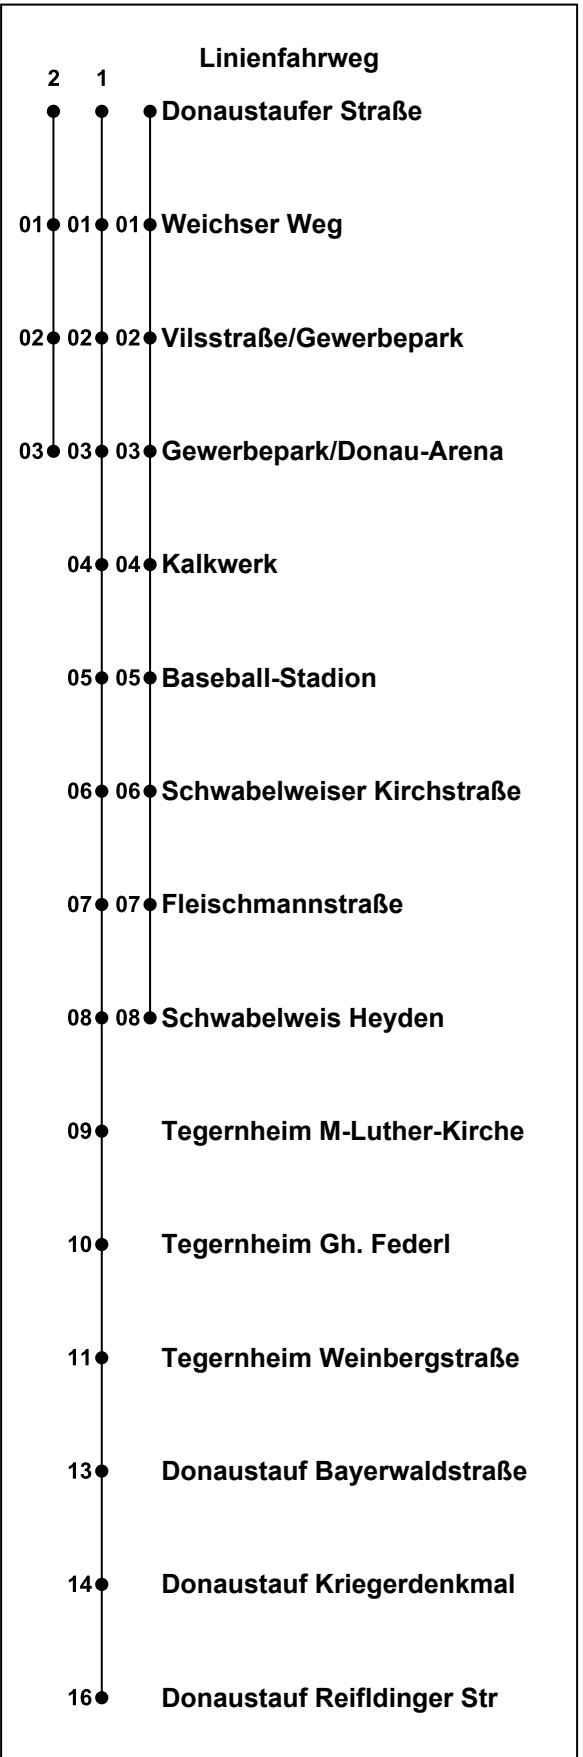 Linienfahrweg
2 1
Donaustaufer Straße
01 01 01 Weichser Weg
02 02 02 Vilsstraße/Gewerbepark
03 03 03 Gewerbepark/Donau-Arena
04 04 Kalkwerk
05 05 Baseball-Stadion
06 06 Schwabelweiser Kirchstraße
07 07 Fleischmannstraße
08 08 Schwabelweis Heyden
09 Tegernheim M-Luther-Kirche
10 Tegernheim Gh. Federl
11 Tegernheim Weinbergstraße
13 Donaustauf Bayerwaldstraße
14 Donaustauf Kriegerdenkmal
16 Donaustauf Reifldinger Str